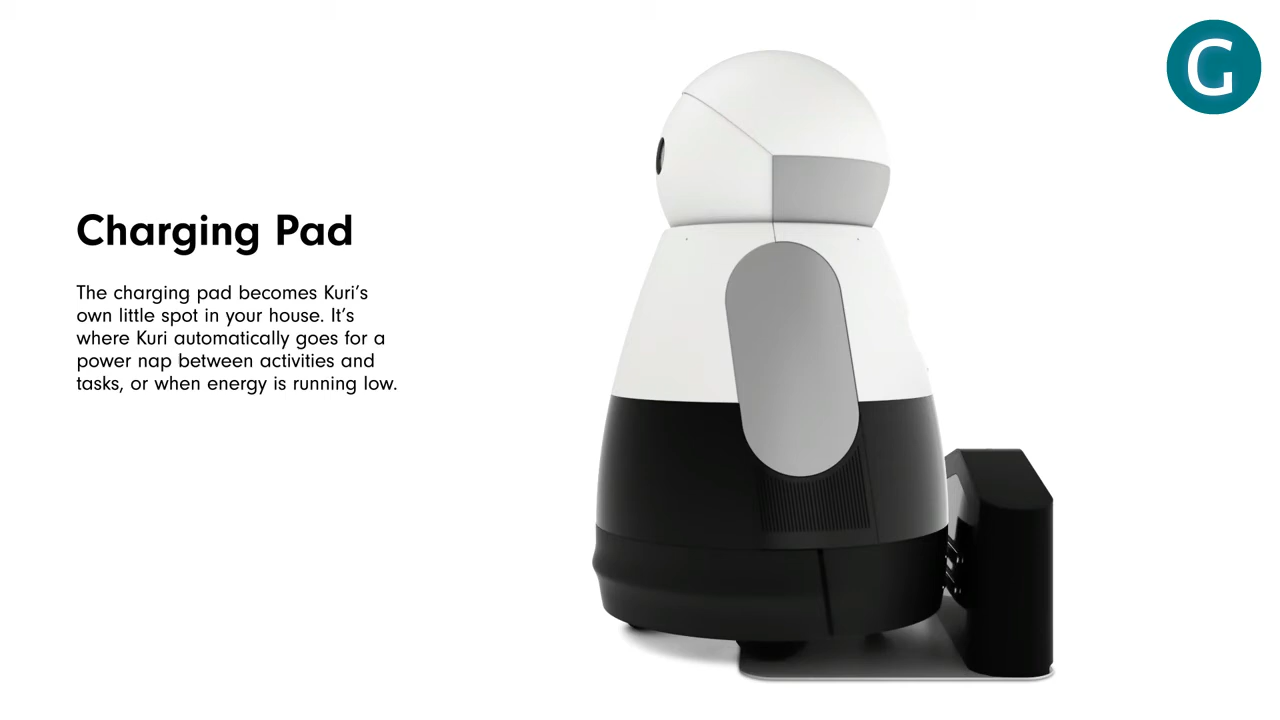 G
Charging Pad
The charging pad becomes Kuri’s
own little spot in your house. It’s
where Kuri automatically goes for a
power nap between activities and
tasks, or when energy is running low.